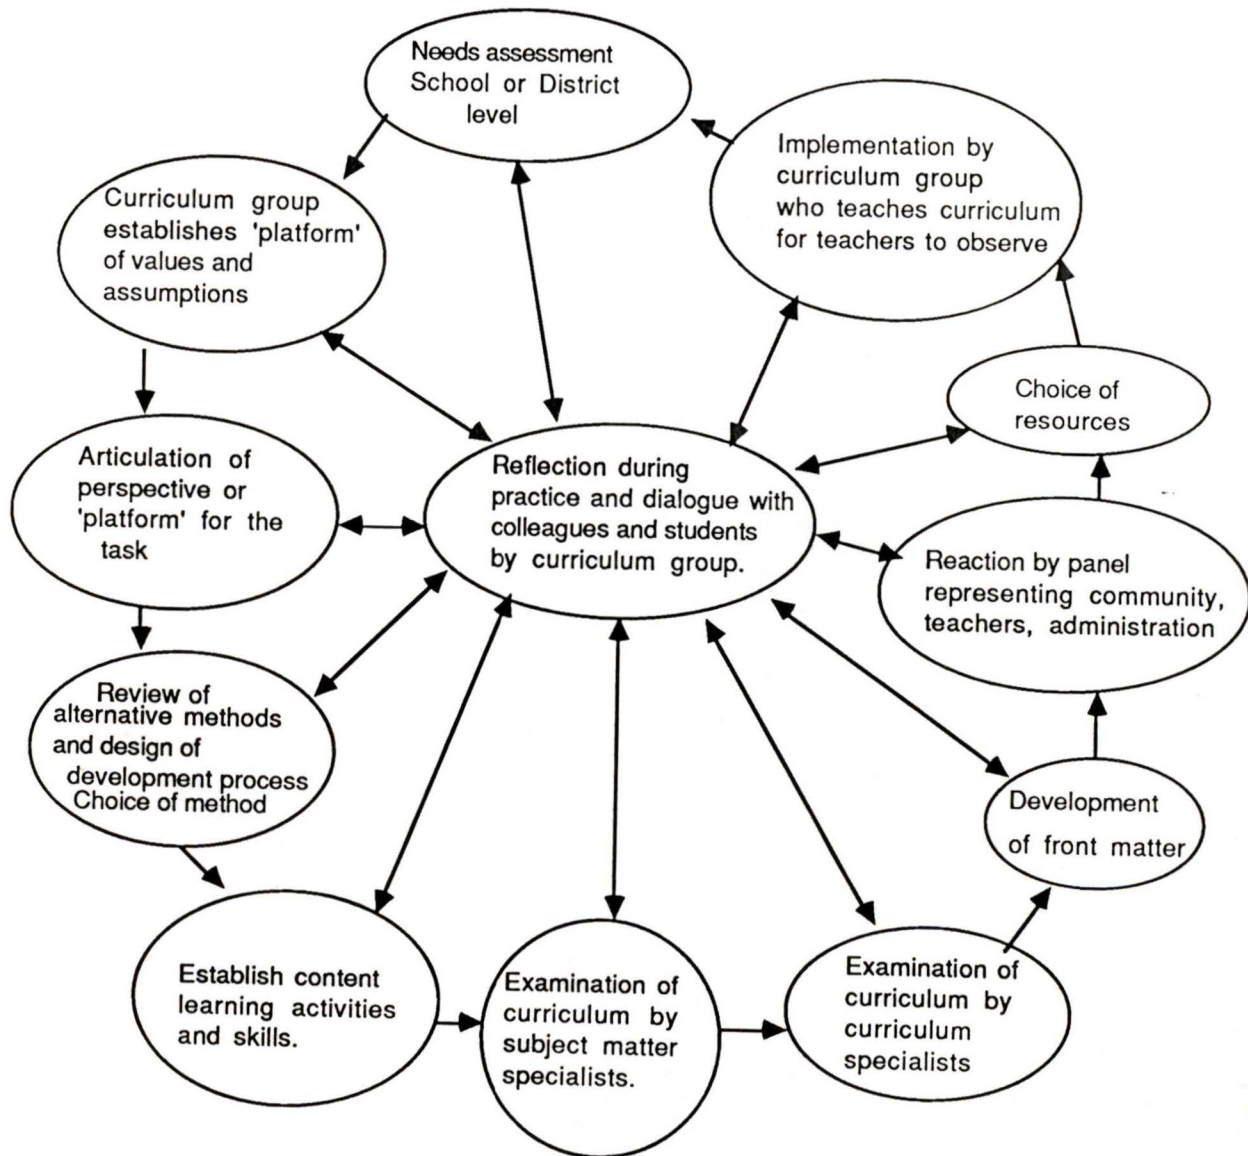 Needs assessment
School or District
level
Implementation by
curriculum group
who teaches curriculum
for teachers to observe
Curriculum group
establishes 'platform'
of values and
assumptions
Choice of
resources
Articulation of
perspective or
'platform' for the
task
Reflection during
practice and dialogue with
colleagues and students
by curriculum group.
Reaction by panel
representing community,
teachers, administration
Review of
alternative methods
and design of
development process
Choice of method
Development
of front matter
Establish content
learning activities
and skills.
Examination of
curriculum by
subject matter
specialists.
Examination of
curriculum by
curriculum
specialists